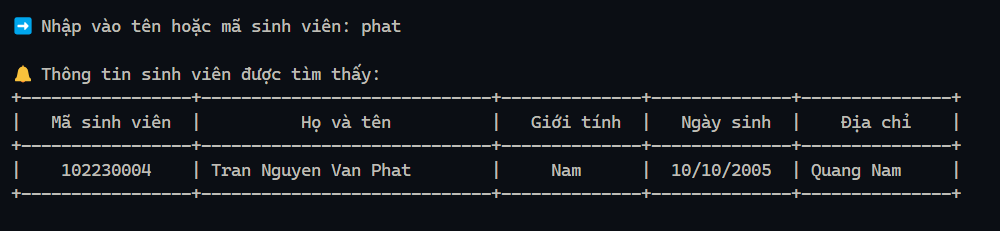 ➡️ Nhập vào tên hoặc mã sinh viên: phat
🔔 Thông tin sinh viên được tìm thấy:
+-----------------+-----------------------------+--------------+--------------+---------------+
|   Mã sinh viên  |          Họ và tên          |   Giới tính  |   Ngày sinh  |    Địa chỉ    |
+-----------------+-----------------------------+--------------+--------------+---------------+
|    102230004    | Tran Nguyen Van Phat        |     Nam      |  10/10/2005  | Quang Nam     |
+-----------------+-----------------------------+--------------+--------------+---------------+